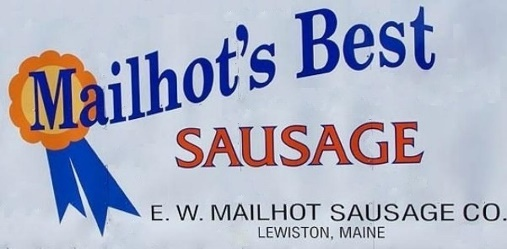 Mailhot's Best
SAUSAGE
E. W. MAILHOT SAUSAGE CO.
LEWISTON, MAINE